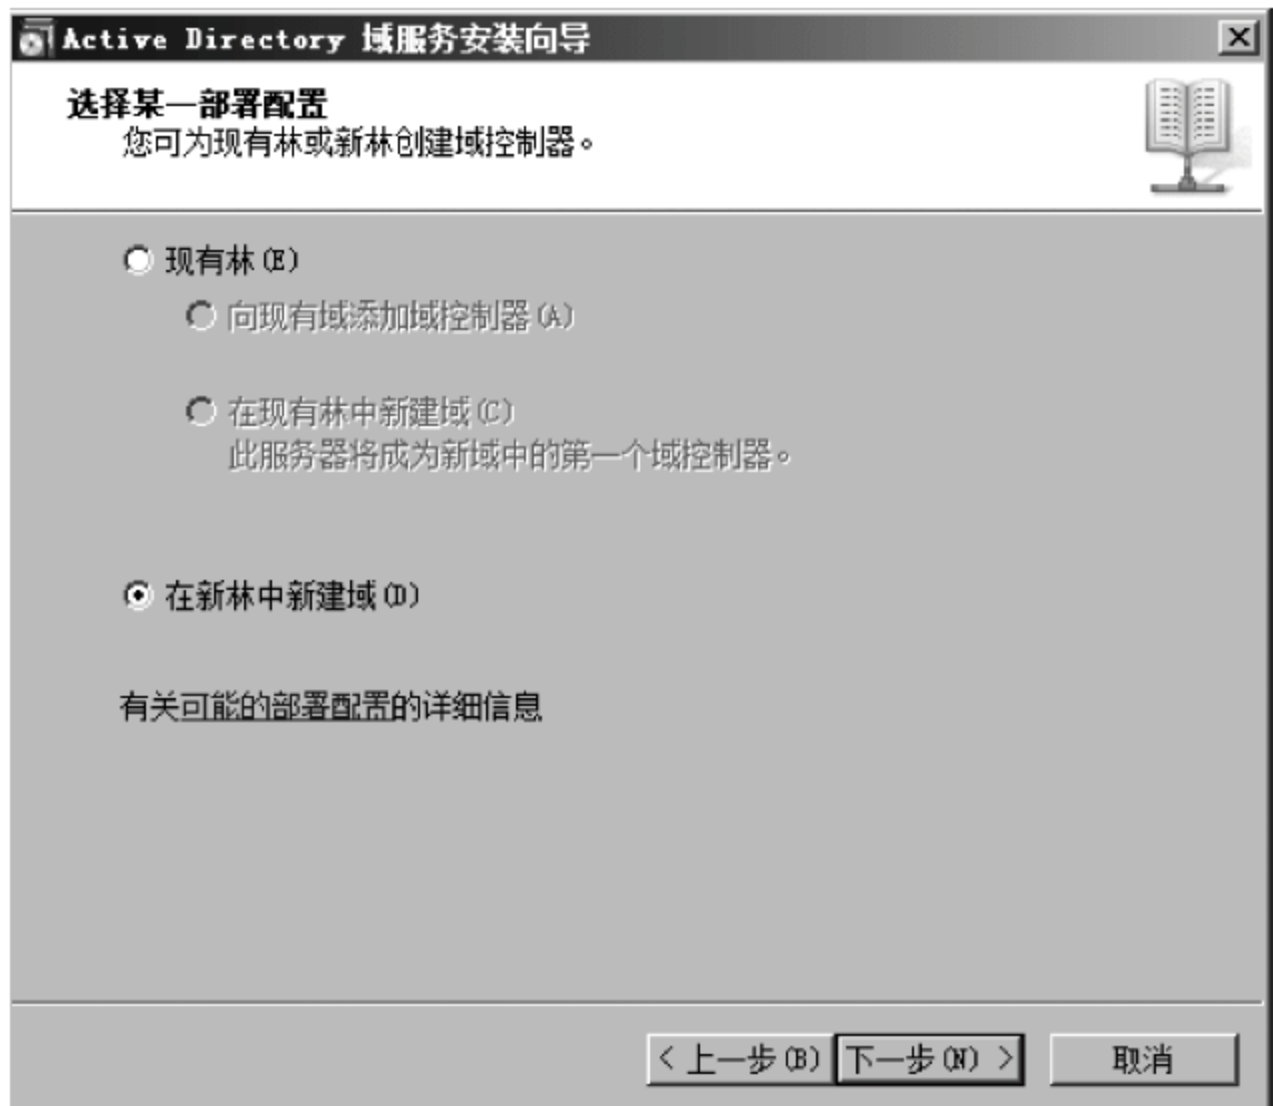 Active Directory 域服务安装向导
选择某一部署配置
您可为现有林或新林创建域控制器。
现有林(E)
向现有域添加域控制器(A)
在现有林中新建域(C)
此服务器将成为新域中的第一个域控制器。
在新林中新建域(D)
有关可能的部署配置的详细信息
< 上一步(B) 下一步(N) > 取消